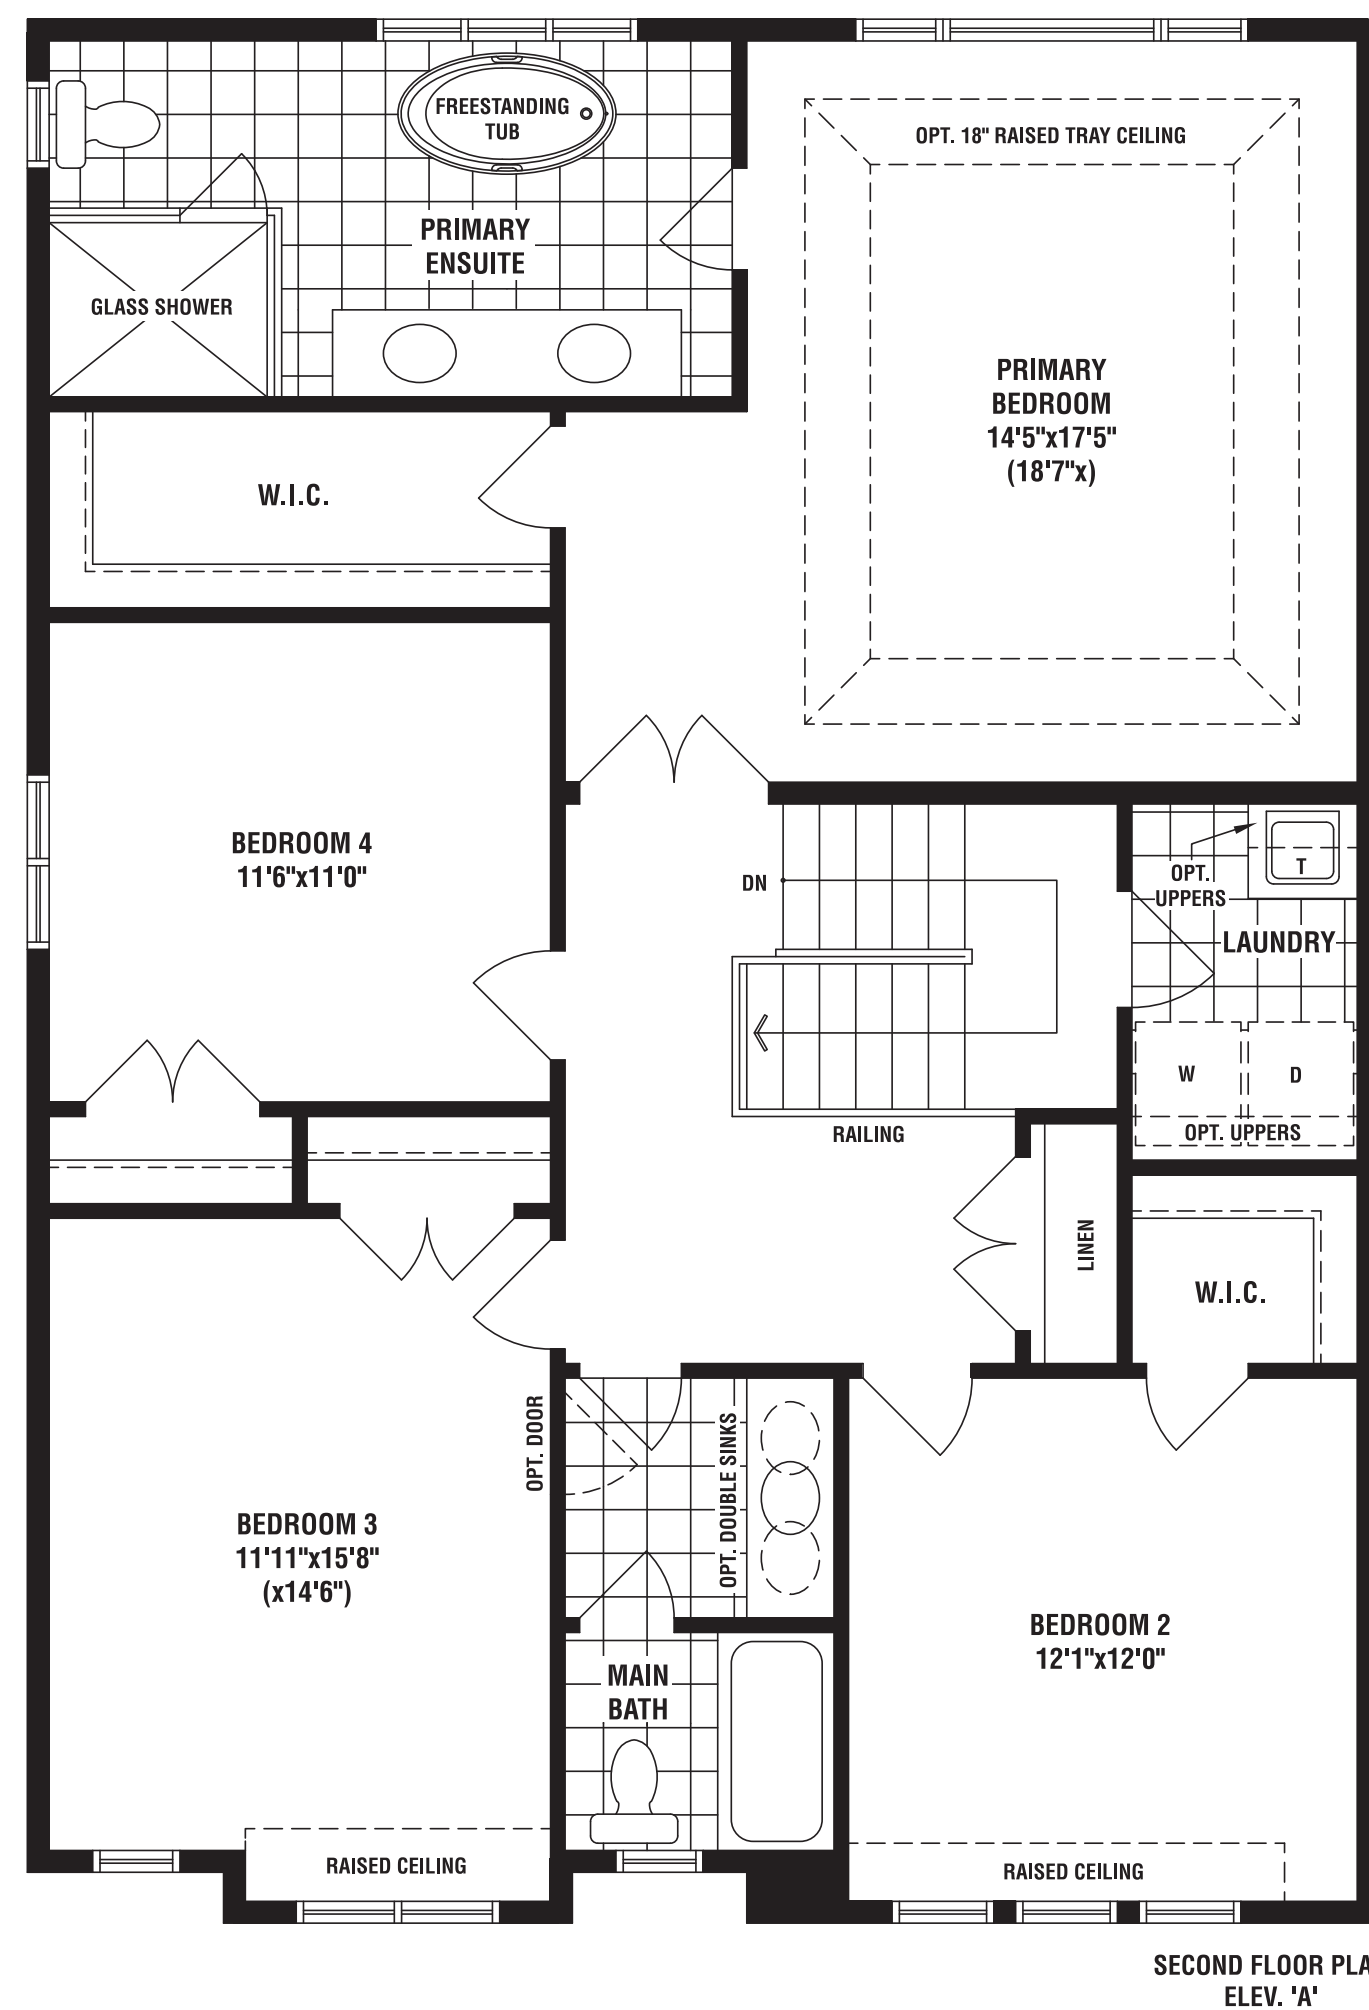 FREESTANDING
TUB
OPT. 18" RAISED TRAY CEILING
PRIMARY
ENSUITE
GLASS SHOWER
PRIMARY
BEDROOM
14'5"x17'5"
(18'7"x)
W.I.C.
BEDROOM 4
11'6"x11'0"
DN
OPT.
UPPERS
T
LAUNDRY
W
D
OPT. UPPERS
RAILING
LINEN
W.I.C.
OPT. DOOR
OPT. DOUBLE SINKS
BEDROOM 3
11'11"x15'8"
(x14'6")
BEDROOM 2
12'1"x12'0"
MAIN
BATH
RAISED CEILING
RAISED CEILING
SECOND FLOOR PLA
ELEV. 'A'